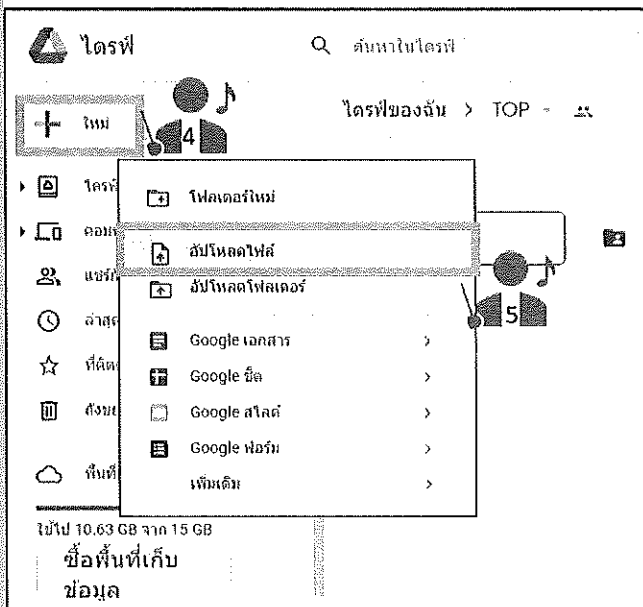 ไดรฟ์
ค้นหาในไดรฟ์
ใหม่
4
ไดรฟ์ของฉัน > TOP
โฟลเดอร์ใหม่
อัปโหลดไฟล์
อัปโหลดโฟลเดอร์
5
Google เอกสาร
Google ชีต
Google สไลด์
Google ฟอร์ม
เพิ่มเติม
ใช้ไป 10.63 GB จาก 15 GB
ซื้อพื้นที่เก็บ
ข้อมูล